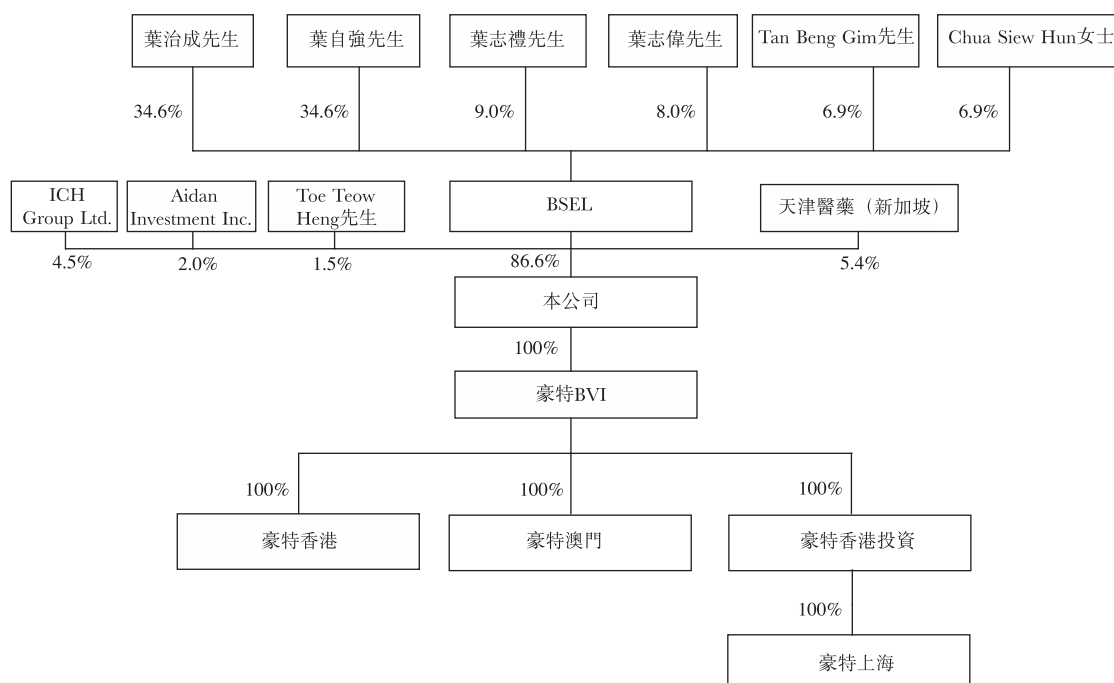 葉治成先生
葉自強先生
葉志禮先生
葉志偉先生
Tan Beng Gim先生
Chua Siew Hun女士
34.6%
34.6%
9.0%
8.0%
6.9%
6.9%
ICH
Group Ltd.
Aidan
Investment Inc.
Toe Teow
Heng先生
BSEL
天津醫藥（新加坡）
4.5%
2.0%
1.5%
86.6%
5.4%
本公司
100%
豪特BVI
100%
100%
100%
豪特香港
豪特澳門
豪特香港投資
100%
豪特上海